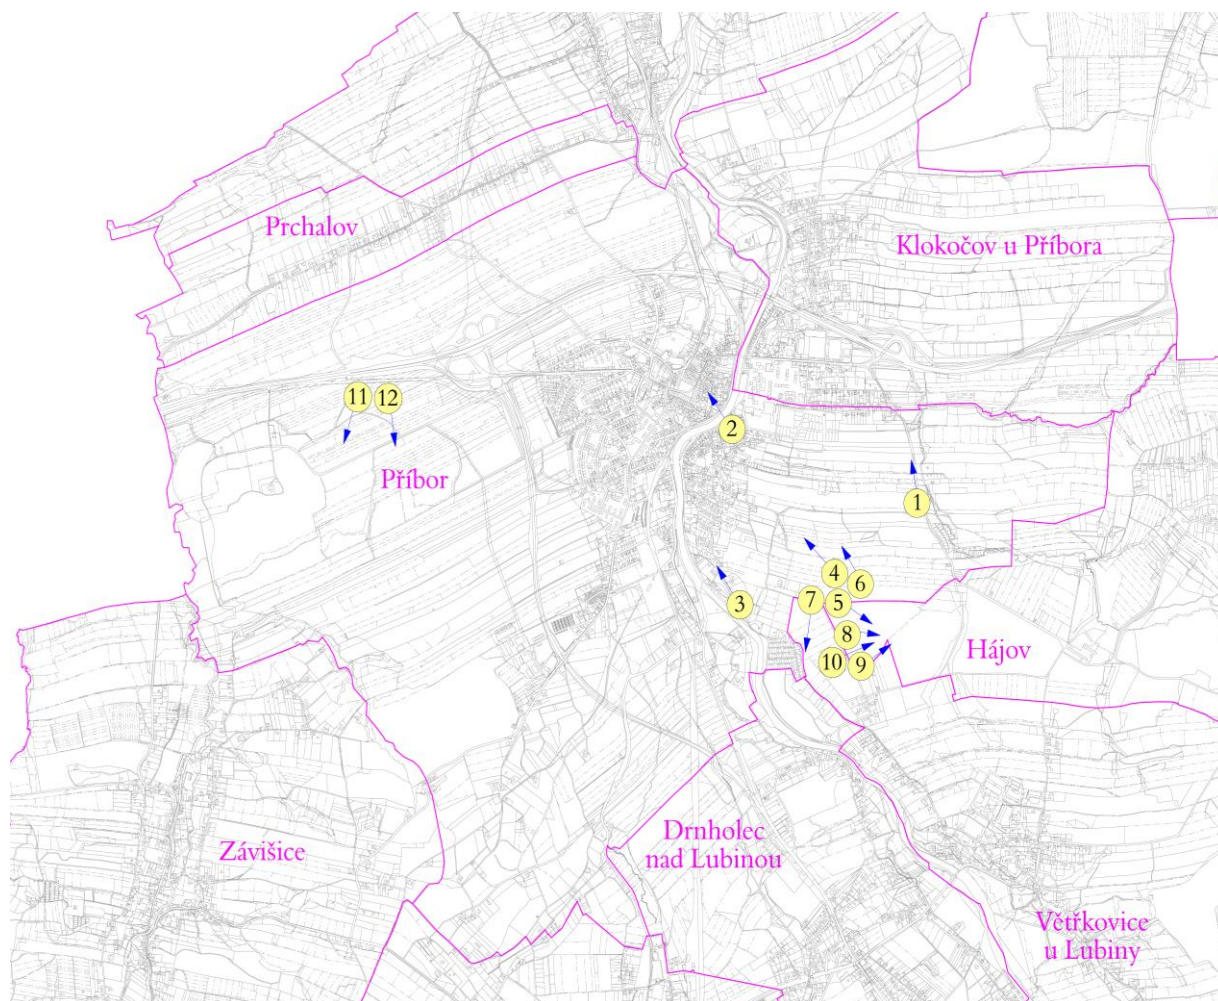 Prchalov
Klokočov u Příbora
11
12
2
Příbor
1
4
6
7
5
3
8
10
9
Hájov
Závišice
Drnholec
nad Lubinou
Větřkovice
u Lubiny